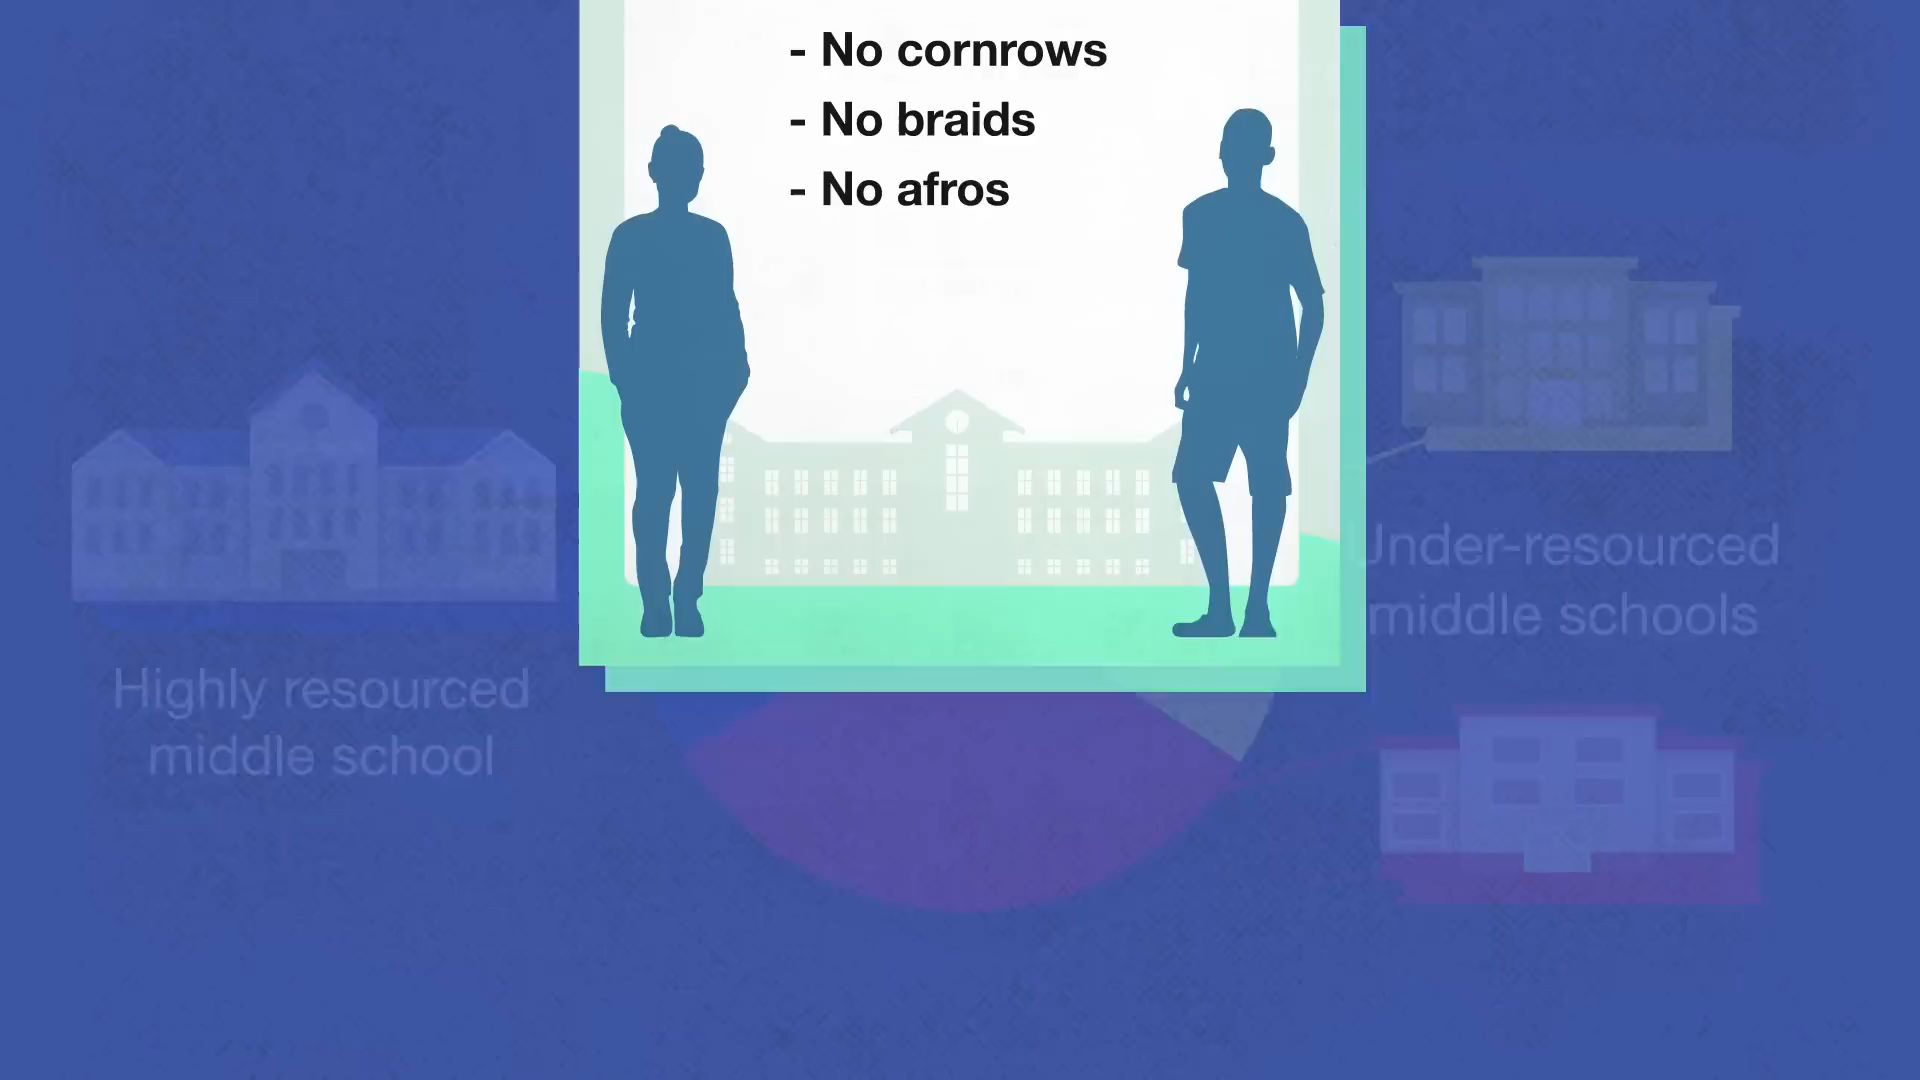 - No cornrows
- No braids
- No afros
Under-resourced
middle schools
Highly resourced
middle school